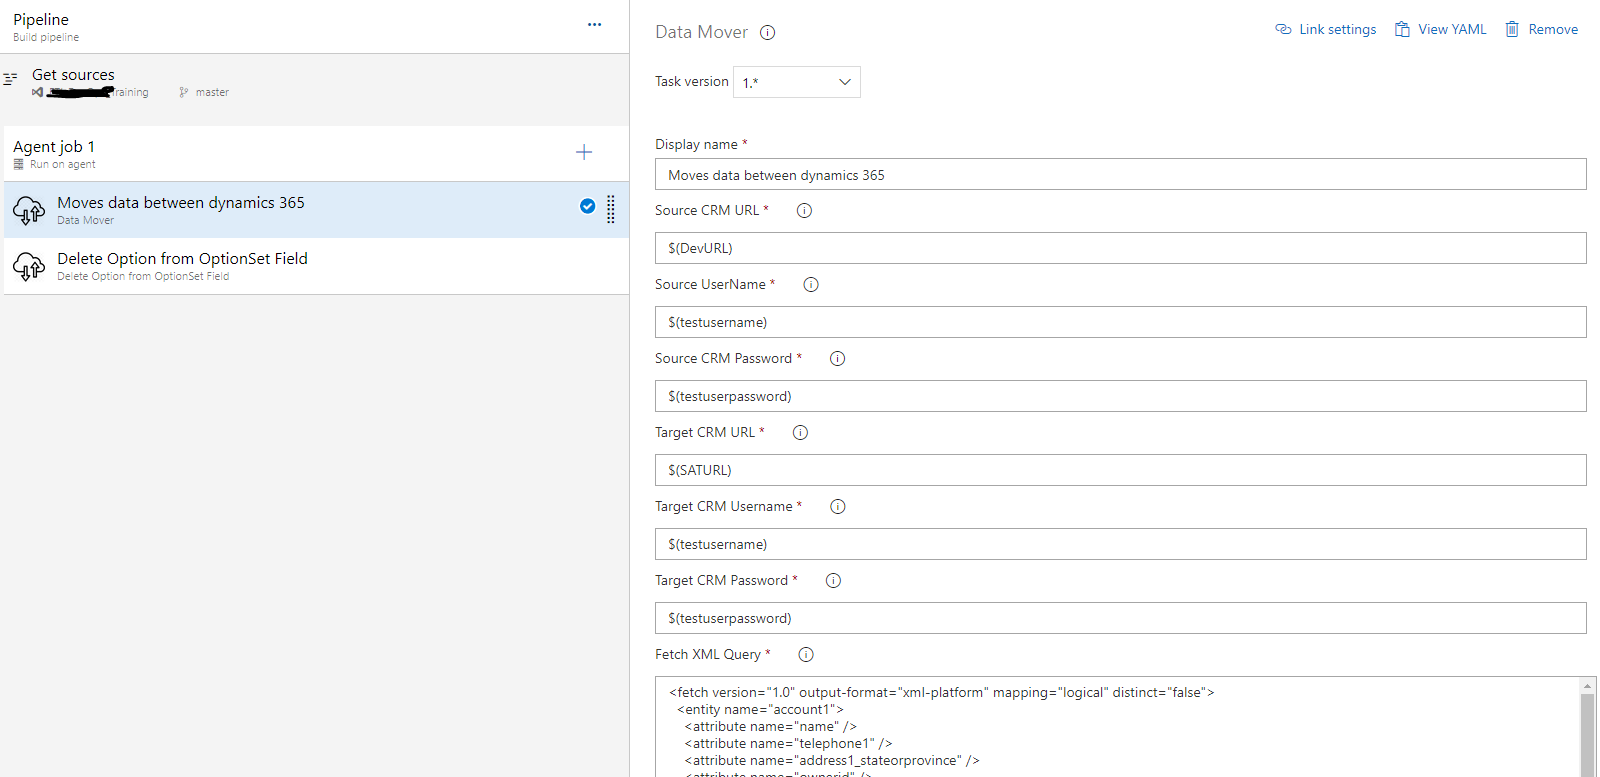 Pipeline
Build pipeline
...
Get sources
Training
master
Agent job 1
Run on agent
Moves data between dynamics 365
Data Mover
Delete Option from OptionSet Field
Delete Option from OptionSet Field
Data Mover
Link settings
View YAML
Remove
Task version
1.*
Display name *
Moves data between dynamics 365
Source CRM URL *
$(DevURL)
Source UserName *
$(testusername)
Source CRM Password *
$(testuserpassword)
Target CRM URL *
$(SATURL)
Target CRM Username *
$(testusername)
Target CRM Password *
$(testuserpassword)
Fetch XML Query *
<fetch version="1.0" output-format="xml-platform" mapping="logical" distinct="false">
<entity name="account1">
<attribute name="name" />
<attribute name="telephone1" />
<attribute name="address1_stateorprovince" />
<attribute name="ownerid" />